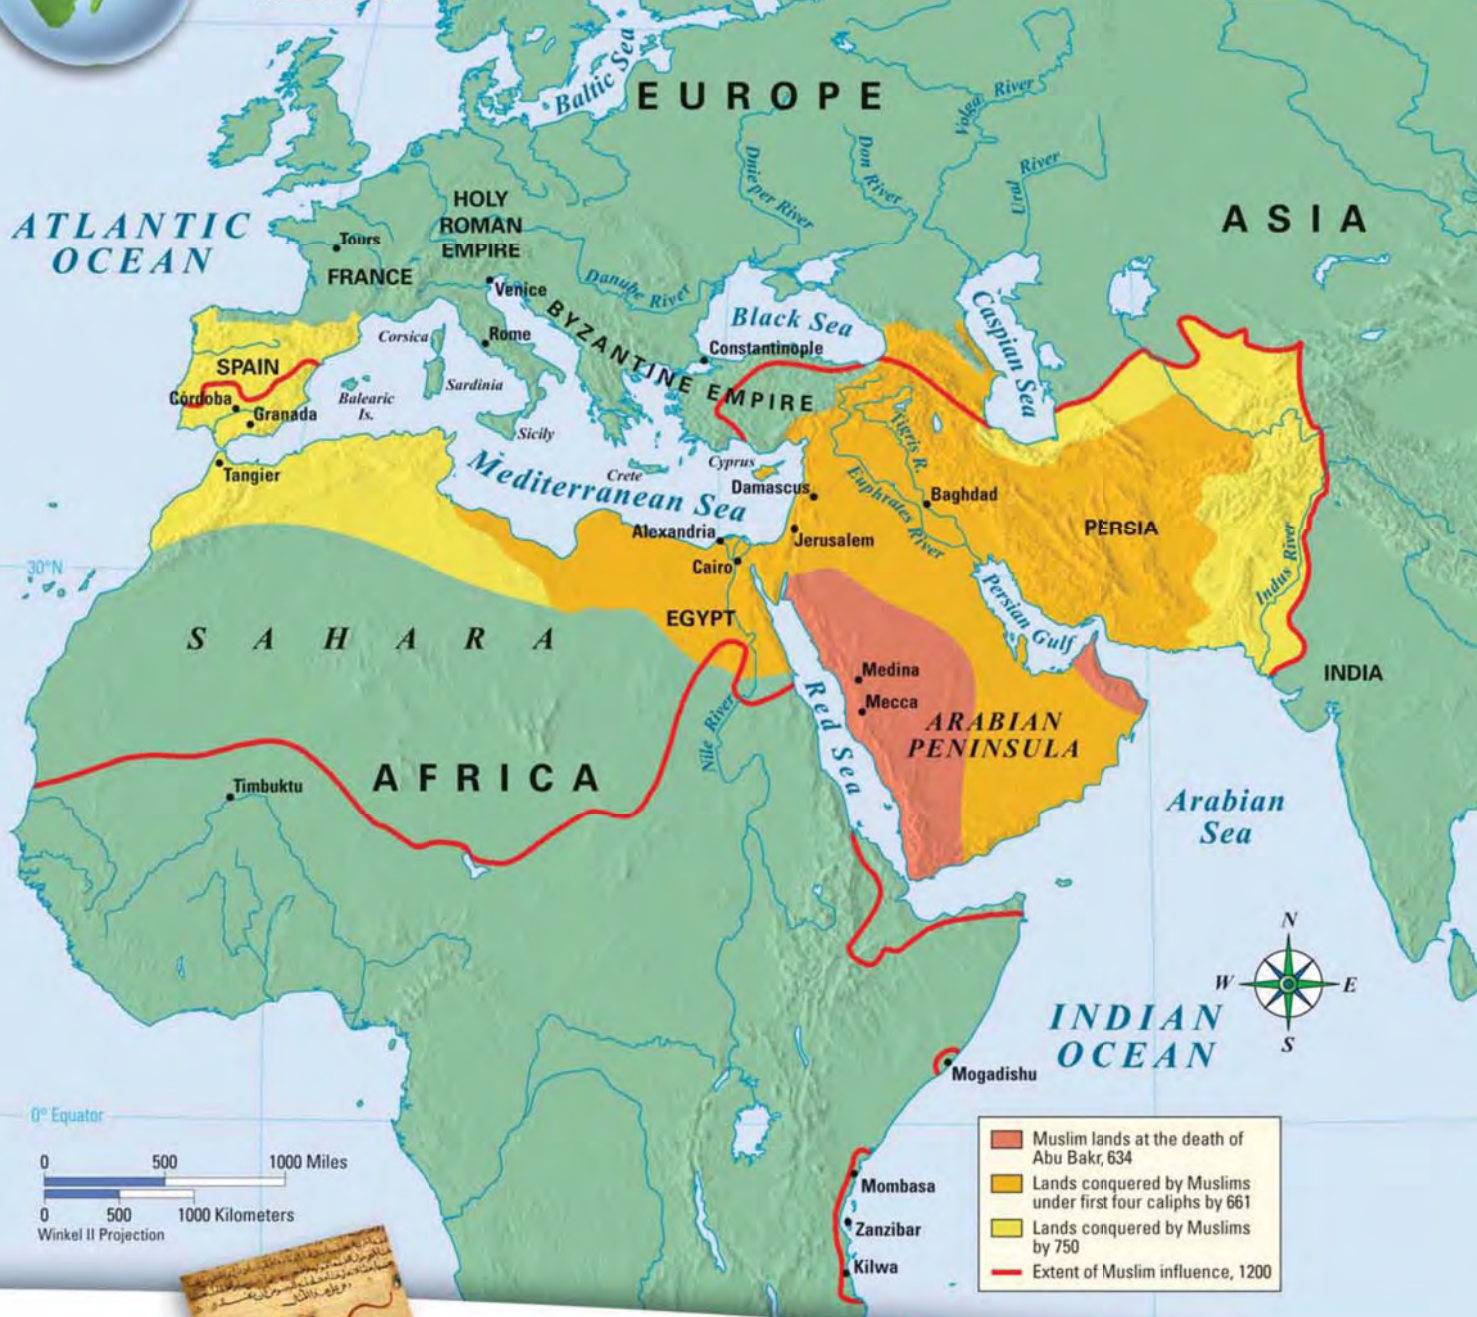 Baltic Sea
EUROPE
Volga River
Dnieper River
Don River
Ural River
ATLANTIC
OCEAN
HOLY
ROMAN
EMPIRE
ASIA
Tours
FRANCE
Venice
Danube River
Black Sea
Caspian Sea
BYZANTINE EMPIRE
Corsica
Rome
Constantinople
SPAIN
Córdoba
Granada
Balearic
Is.
Sardinia
Sicily
Tangier
Mediterranean Sea
Crete
Cyprus
Damascus
Tigris R.
Euphrates River
Baghdad
PERSIA
Alexandria
Jerusalem
Cairo
30°N
Indus River
Persian Gulf
EGYPT
SAHARA
INDIA
Medina
Mecca
Red Sea
ARABIAN
PENINSULA
Nile River
AFRICA
Timbuktu
Arabian
Sea
N
W
E
S
INDIAN
OCEAN
Mogadishu
0° Equator
Mombasa
Zanzibar
Kilwa
0 500 1000 Miles
0 500 1000 Kilometers
Winkel II Projection
Muslim lands at the death of
Abu Bakr, 634
Lands conquered by Muslims
under first four caliphs by 661
Lands conquered by Muslims
by 750
Extent of Muslim influence, 1200